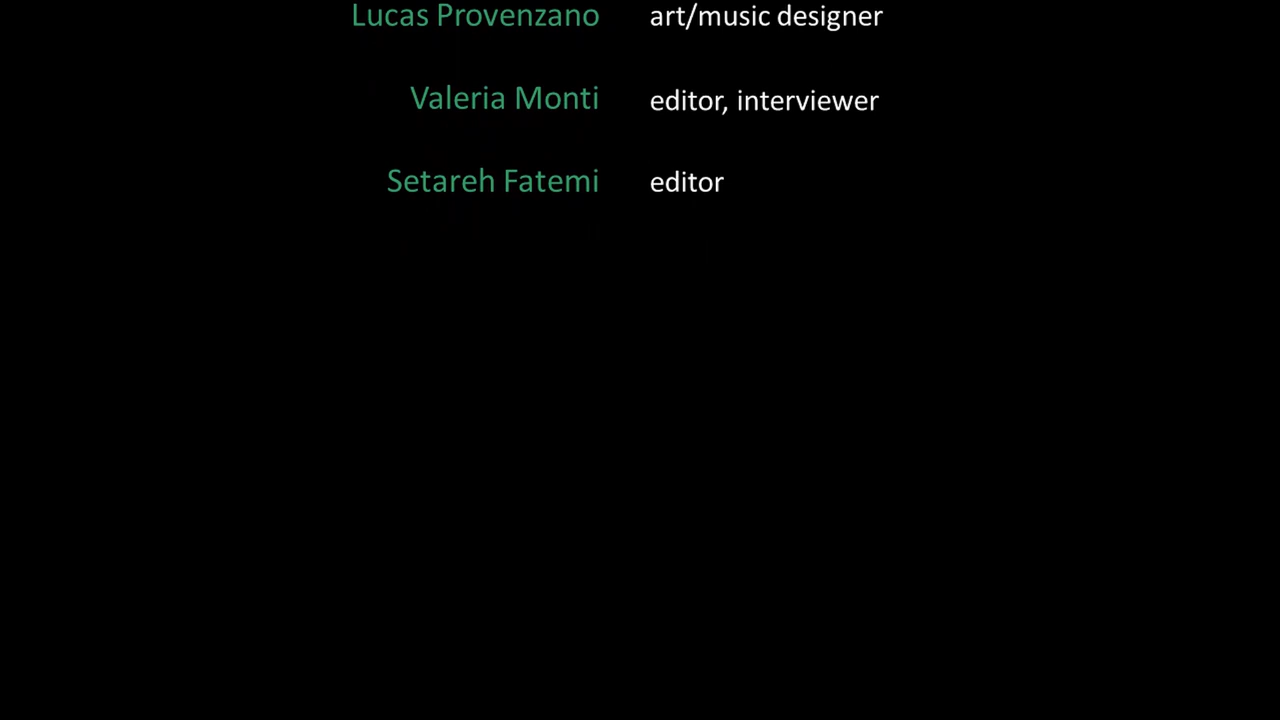 Lucas Provenzano art/music designer
Valeria Monti editor, interviewer
Setareh Fatemi editor